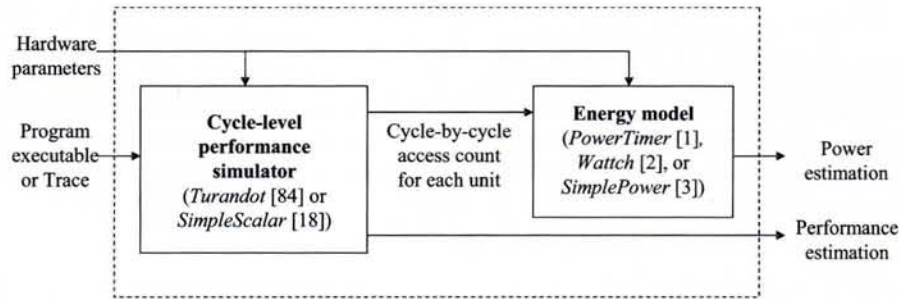 Hardware
parameters
Program
executable
or Trace
Cycle-level
performance
simulator
(Turandot [84] or
SimpleScalar [18])
Cycle-by-cycle
access count
for each unit
Energy model
(PowerTimer [1],
Wattch [2], or
SimplePower [3])
Power
estimation
Performance
estimation